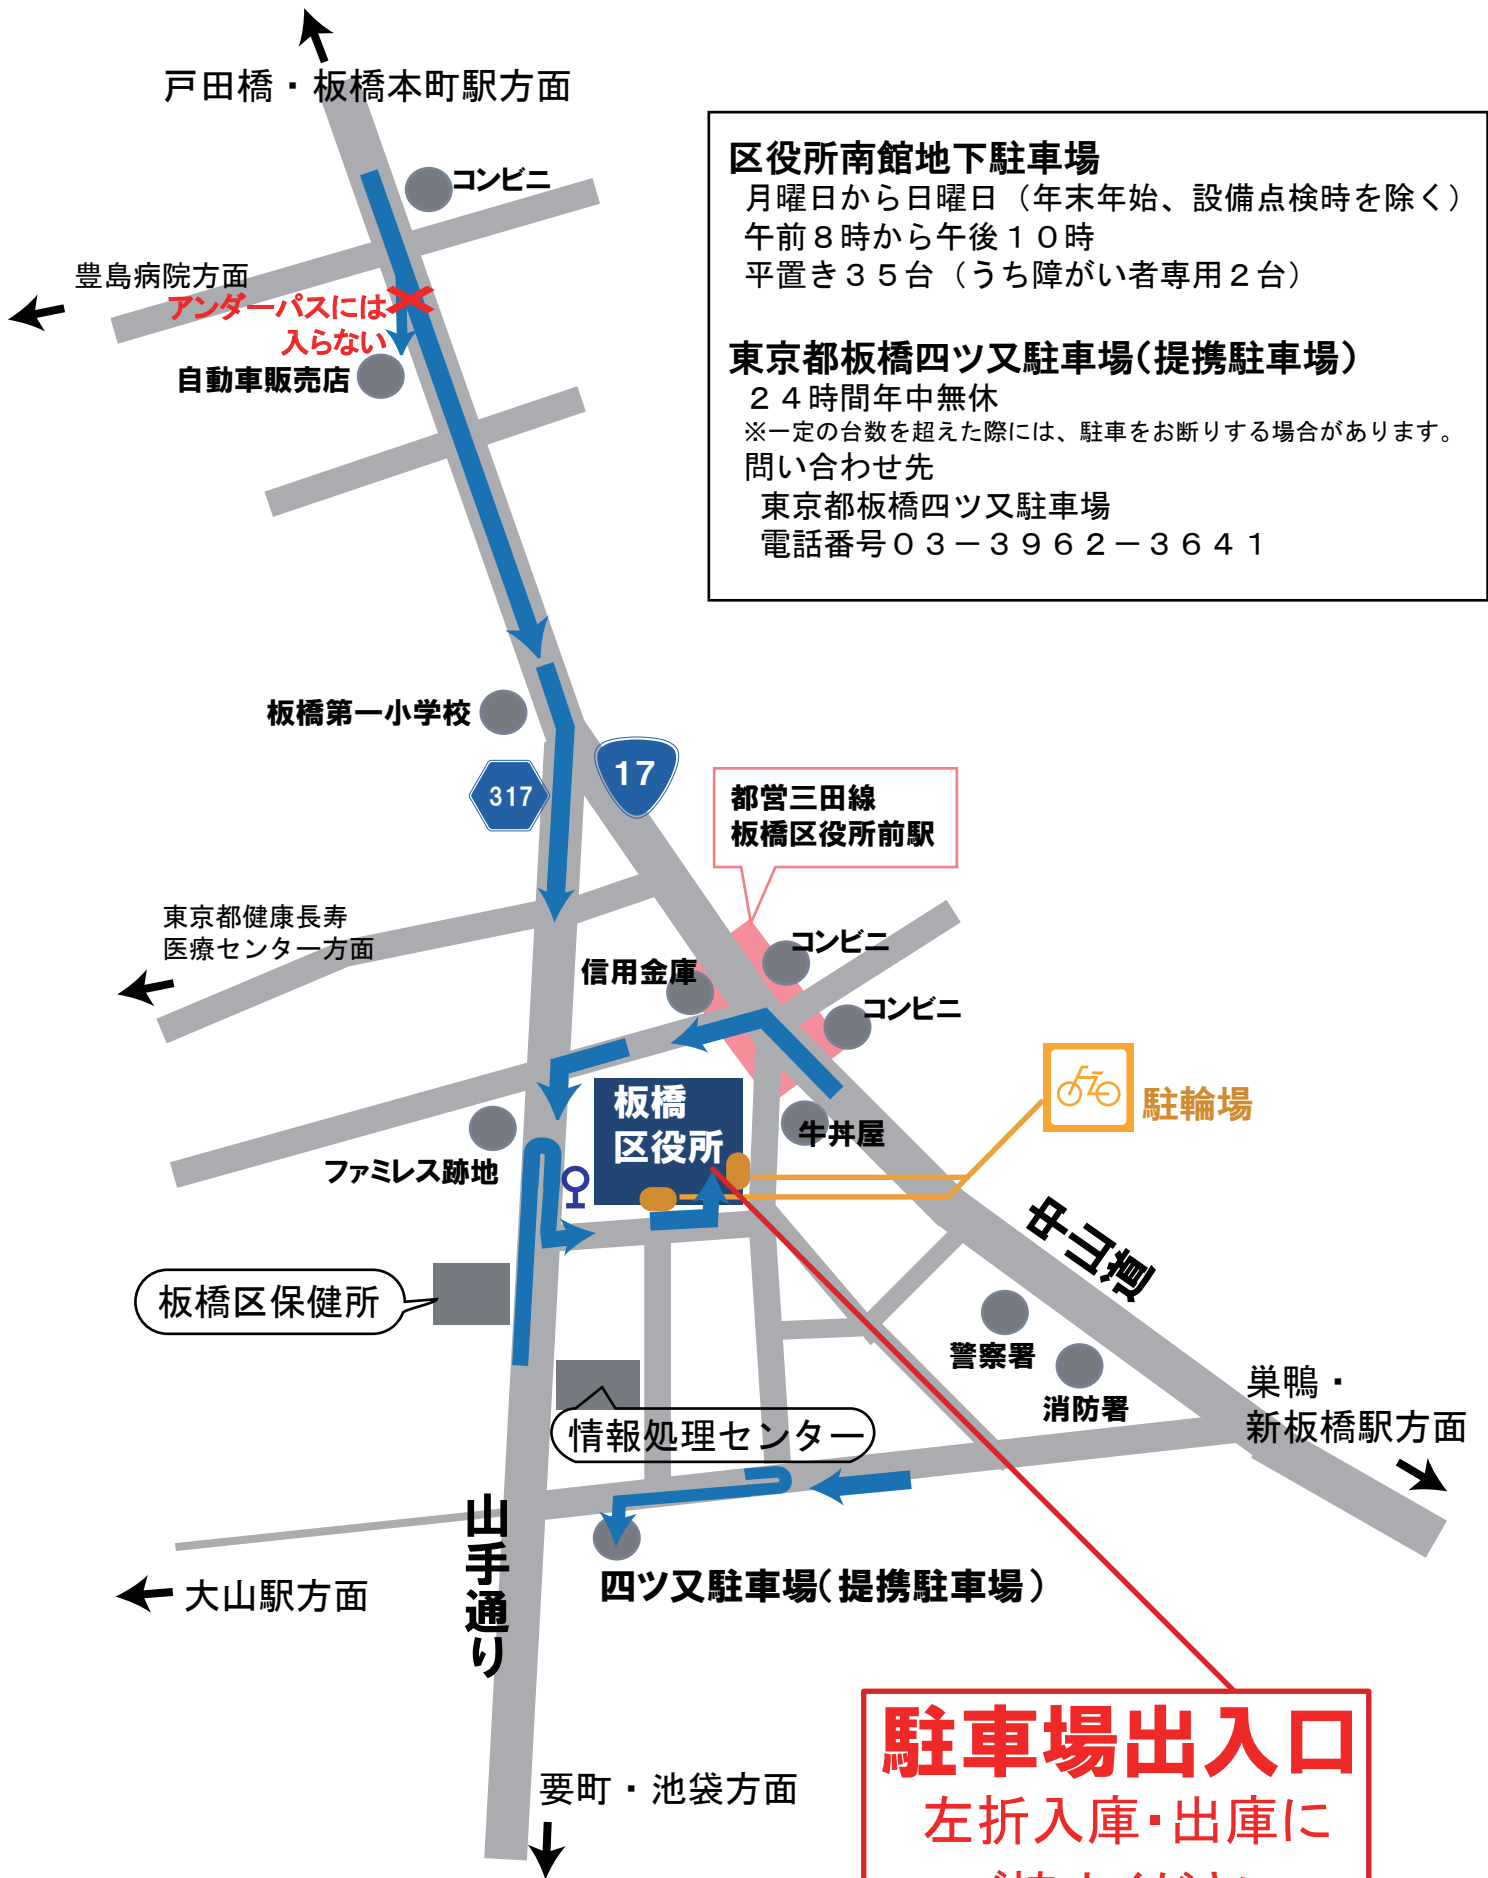 戸田橋・板橋本町駅方面
コンビニ
豊島病院方面
アンダーパスには
入らない
自動車販売店
区役所南館地下駐車場
月曜日から日曜日（年末年始、設備点検時を除く）
午前８時から午後１０時
平置き３５台（うち障がい者専用２台）
東京都板橋四ツ又駐車場（提携駐車場）
２４時間年中無休
※一定の台数を超えた際には、駐車をお断りする場合があります。
問い合わせ先
東京都板橋四ツ又駐車場
電話番号０３－３９６２－３６４１
板橋第一小学校
317
17
都営三田線
板橋区役所前駅
東京都健康長寿
医療センター方面
信用金庫
コンビニ
コンビニ
板橋
区役所
牛丼屋
駐輪場
ファミレス跡地
中山道
板橋区保健所
警察署
消防署
巣鴨・
新板橋駅方面
情報処理センター
山手通り
大山駅方面
四ツ又駐車場（提携駐車場）
要町・池袋方面
駐車場出入口
左折入庫・出庫に